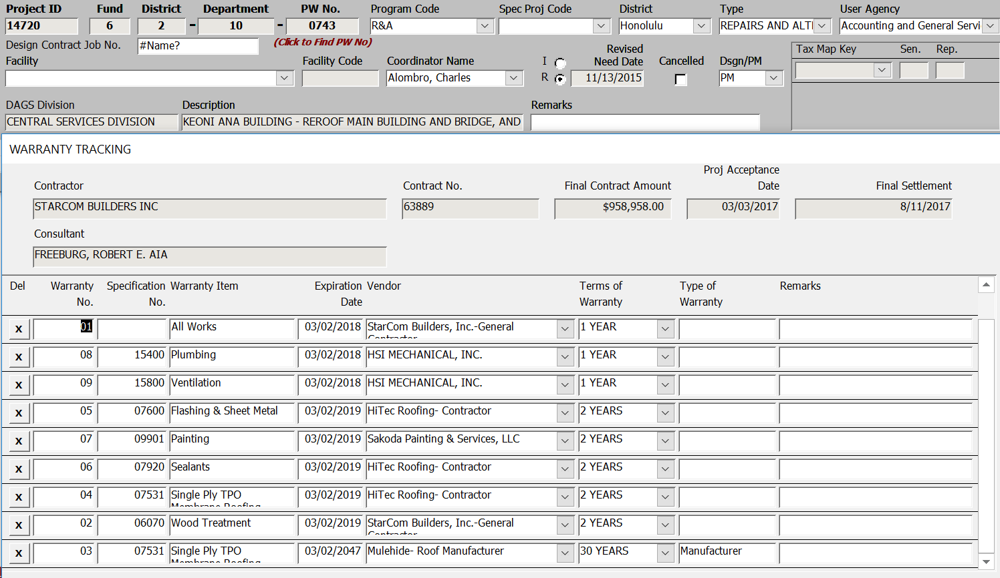 Project ID Fund District Department PW No. Program Code Spec Proj Code District Type User Agency
14720 6 2 - 10 - 0743 R&A Honolulu REPAIRS AND ALTI Accounting and General Servi
Design Contract Job No. #Name? (Click to Find PW No)
Facility Facility Code Coordinator Name I Revised Need Date Cancelled Dsgn/PM Tax Map Key Sen. Rep.
Alombro, Charles R 11/13/2015 PM
DAGS Division Description Remarks
CENTRAL SERVICES DIVISION KEONI ANA BUILDING - REROOF MAIN BUILDING AND BRIDGE, AND
WARRANTY TRACKING
Contractor Contract No. Final Contract Amount Proj Acceptance Date Final Settlement
STARCOM BUILDERS INC 63889 $958,958.00 03/03/2017 8/11/2017
Consultant
FREEBURG, ROBERT E. AIA
Del Warranty No. Specification No. Warranty Item Expiration Date Vendor Terms of Warranty Type of Warranty Remarks
x 01 All Works 03/02/2018 StarCom Builders, Inc.-General Contractor 1 YEAR
x 08 15400 Plumbing 03/02/2018 HSI MECHANICAL, INC. 1 YEAR
x 09 15800 Ventilation 03/02/2018 HSI MECHANICAL, INC. 1 YEAR
x 05 07600 Flashing & Sheet Metal 03/02/2019 HiTec Roofing- Contractor 2 YEARS
x 07 09901 Painting 03/02/2019 Sakoda Painting & Services, LLC 2 YEARS
x 06 07920 Sealants 03/02/2019 HiTec Roofing- Contractor 2 YEARS
x 04 07531 Single Ply TPO Membrane Roofing 03/02/2019 HiTec Roofing- Contractor 2 YEARS
x 02 06070 Wood Treatment 03/02/2019 StarCom Builders, Inc.-General Contractor 2 YEARS
x 03 07531 Single Ply TPO Membrane Roofing 03/02/2047 Mulehide- Roof Manufacturer 30 YEARS Manufacturer